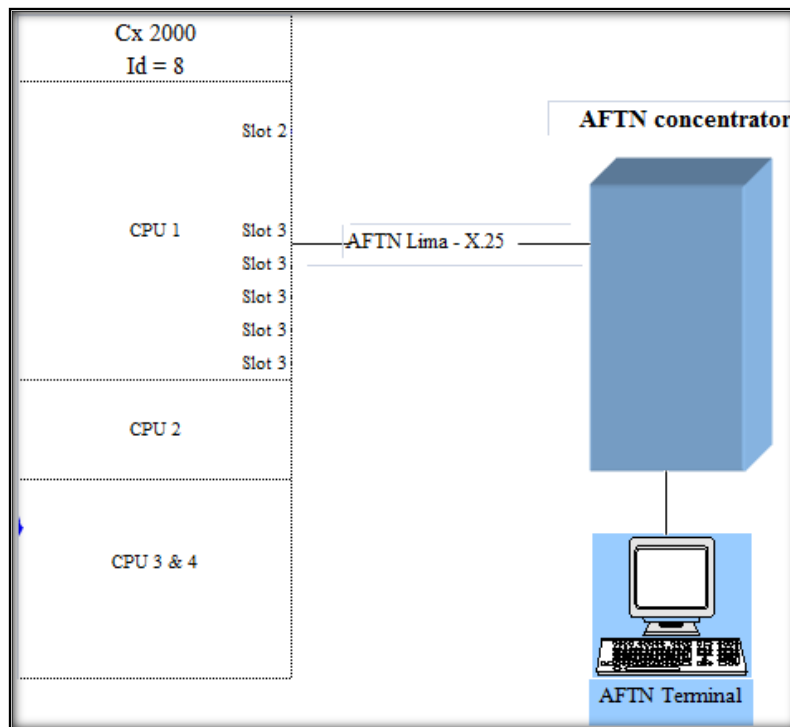 Cx 2000
Id = 8
AFTN concentrator
Slot 2
CPU 1
Slot 3
AFTN Lima - X.25
Slot 3
Slot 3
Slot 3
Slot 3
CPU 2
CPU 3 & 4
AFTN Terminal